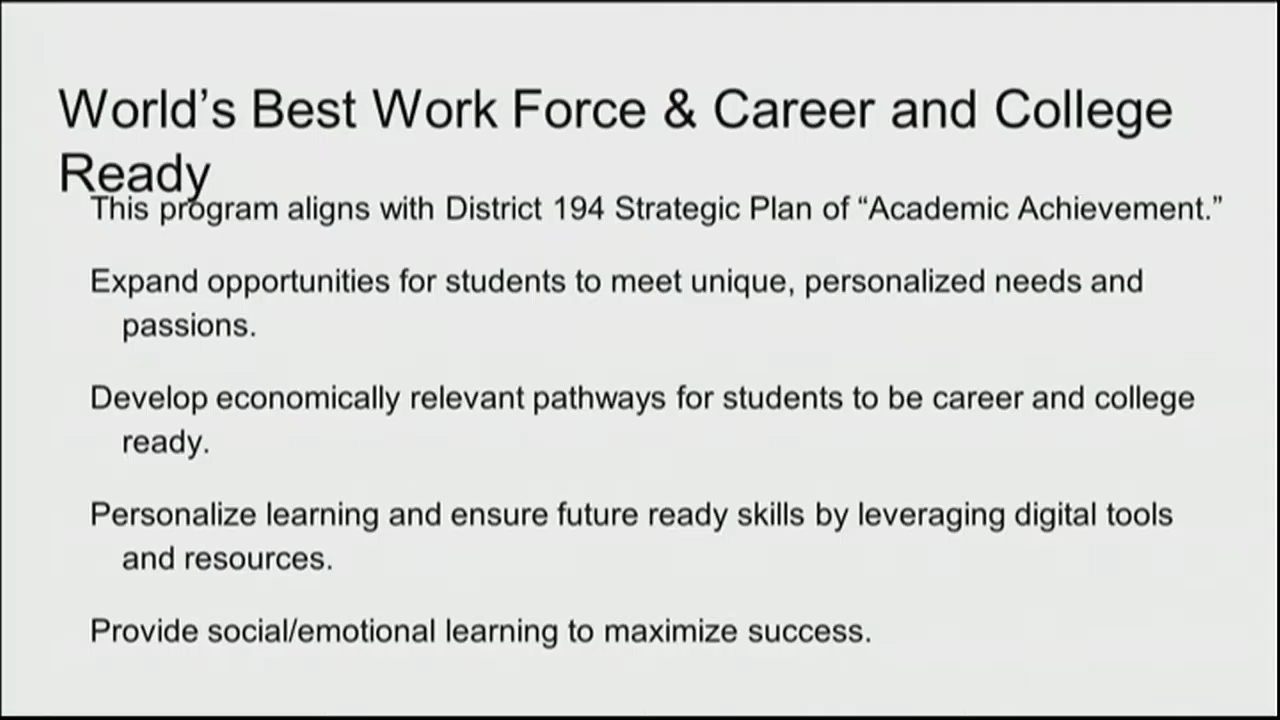 World’s Best Work Force & Career and College
Ready
This program aligns with District 194 Strategic Plan of “Academic Achievement.”
Expand opportunities for students to meet unique, personalized needs and
passions.
Develop economically relevant pathways for students to be career and college
ready.
Personalize learning and ensure future ready skills by leveraging digital tools
and resources.
Provide social/emotional learning to maximize success.